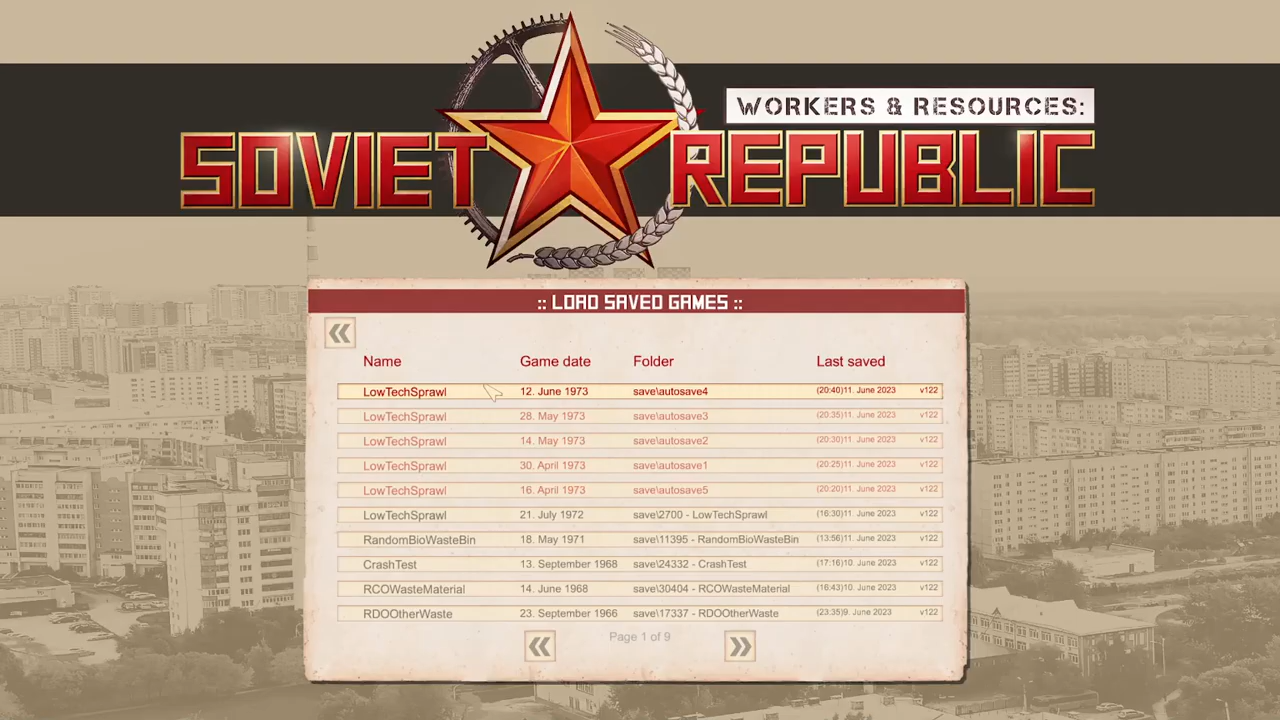 WORKERS & RESOURCES:
SOVIET REPUBLIC
:: LOAD SAVED GAMES ::
Name Game date Folder Last saved
LowTechSprawl 12. June 1973 save\autosave4 (20:40)11. June 2023 v122
LowTechSprawl 28. May 1973 save\autosave3 (20:35)11. June 2023 v122
LowTechSprawl 14. May 1973 save\autosave2 (20:30)11. June 2023 v122
LowTechSprawl 30. April 1973 save\autosave1 (20:25)11. June 2023 v122
LowTechSprawl 16. April 1973 save\autosave5 (20:20)11. June 2023 v122
LowTechSprawl 21. July 1972 save\2700 - LowTechSprawl (16:30)11. June 2023 v122
RandomBioWasteBin 18. May 1971 save\11395 - RandomBioWasteBin (13:56)11. June 2023 v122
CrashTest 13. September 1968 save\24332 - CrashTest (17:16)10. June 2023 v122
RCOWasteMaterial 14. June 1968 save\30404 - RCOWasteMaterial (16:43)10. June 2023 v122
RDOOtherWaste 23. September 1966 save\17337 - RDOOtherWaste (23:35)9. June 2023 v122
Page 1 of 9